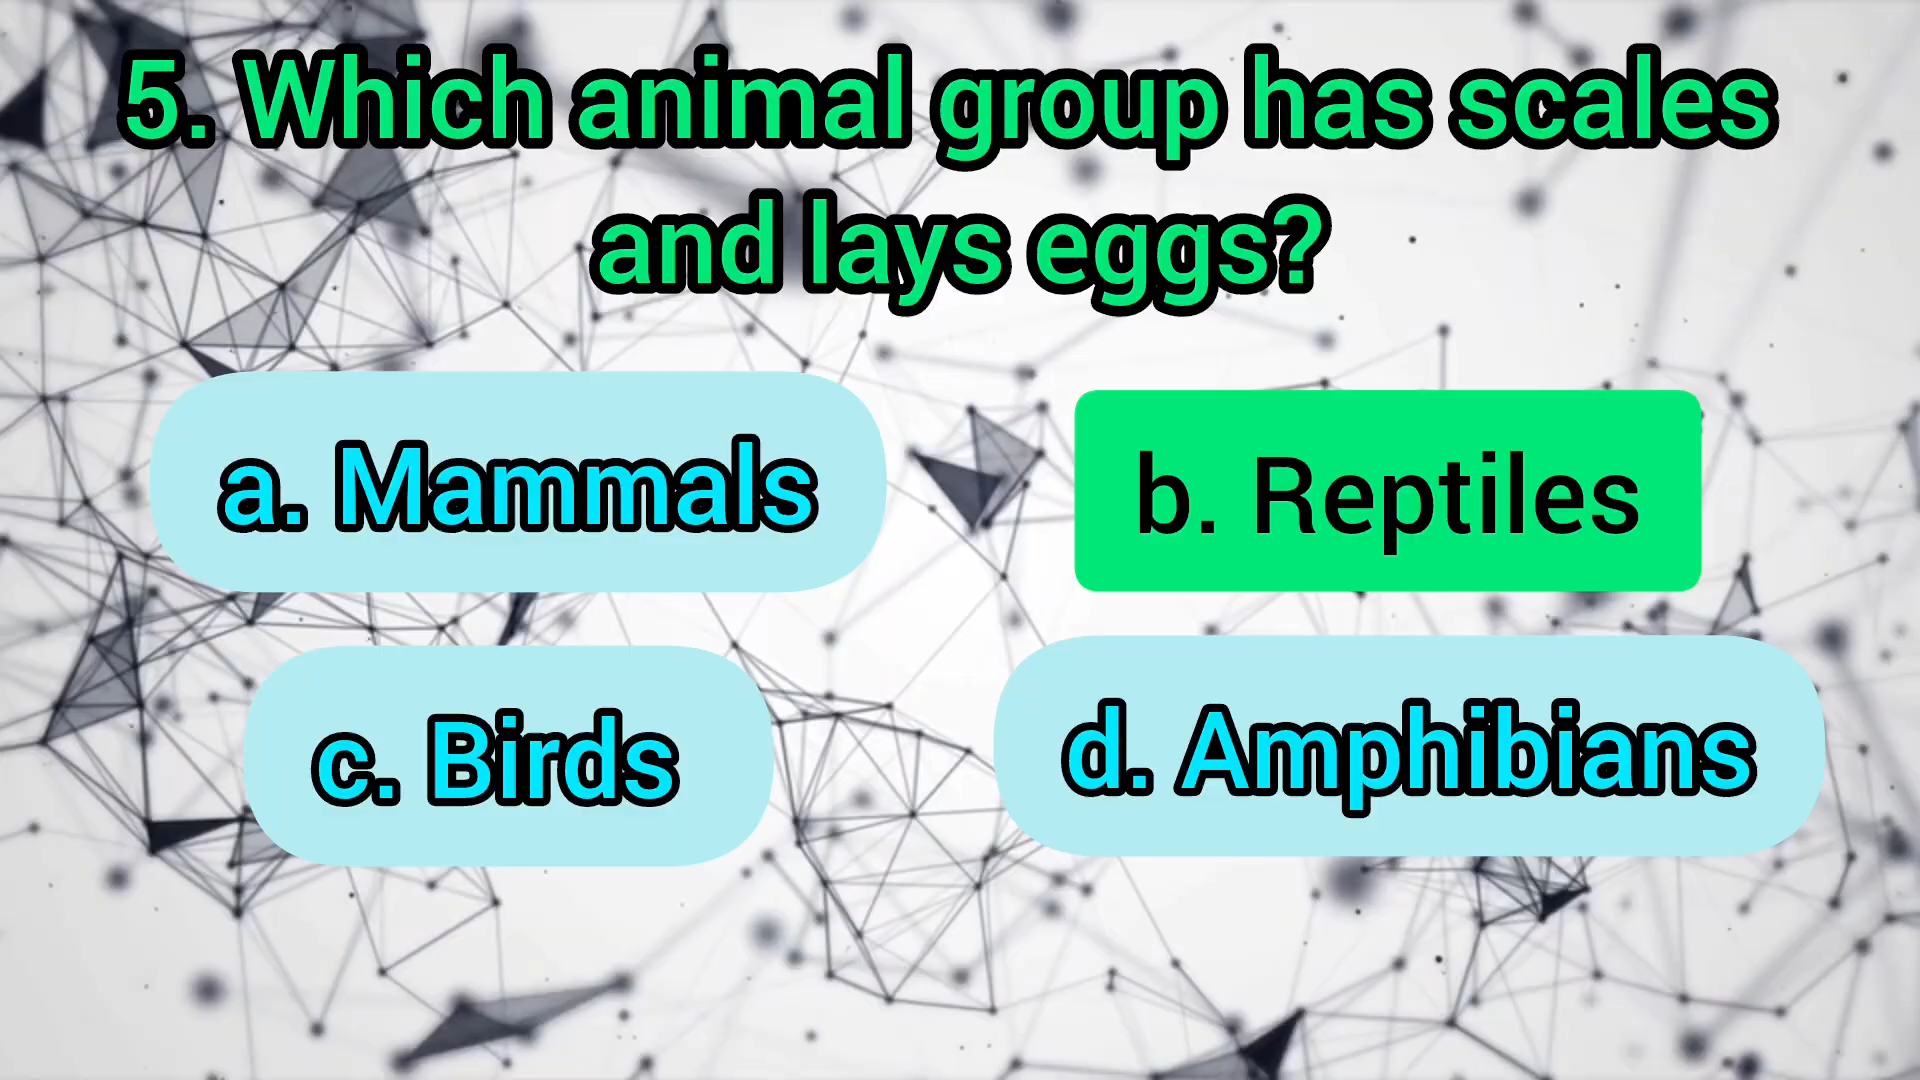 5. Which animal group has scales
and lays eggs?
a. Mammals
b. Reptiles
c. Birds
d. Amphibians